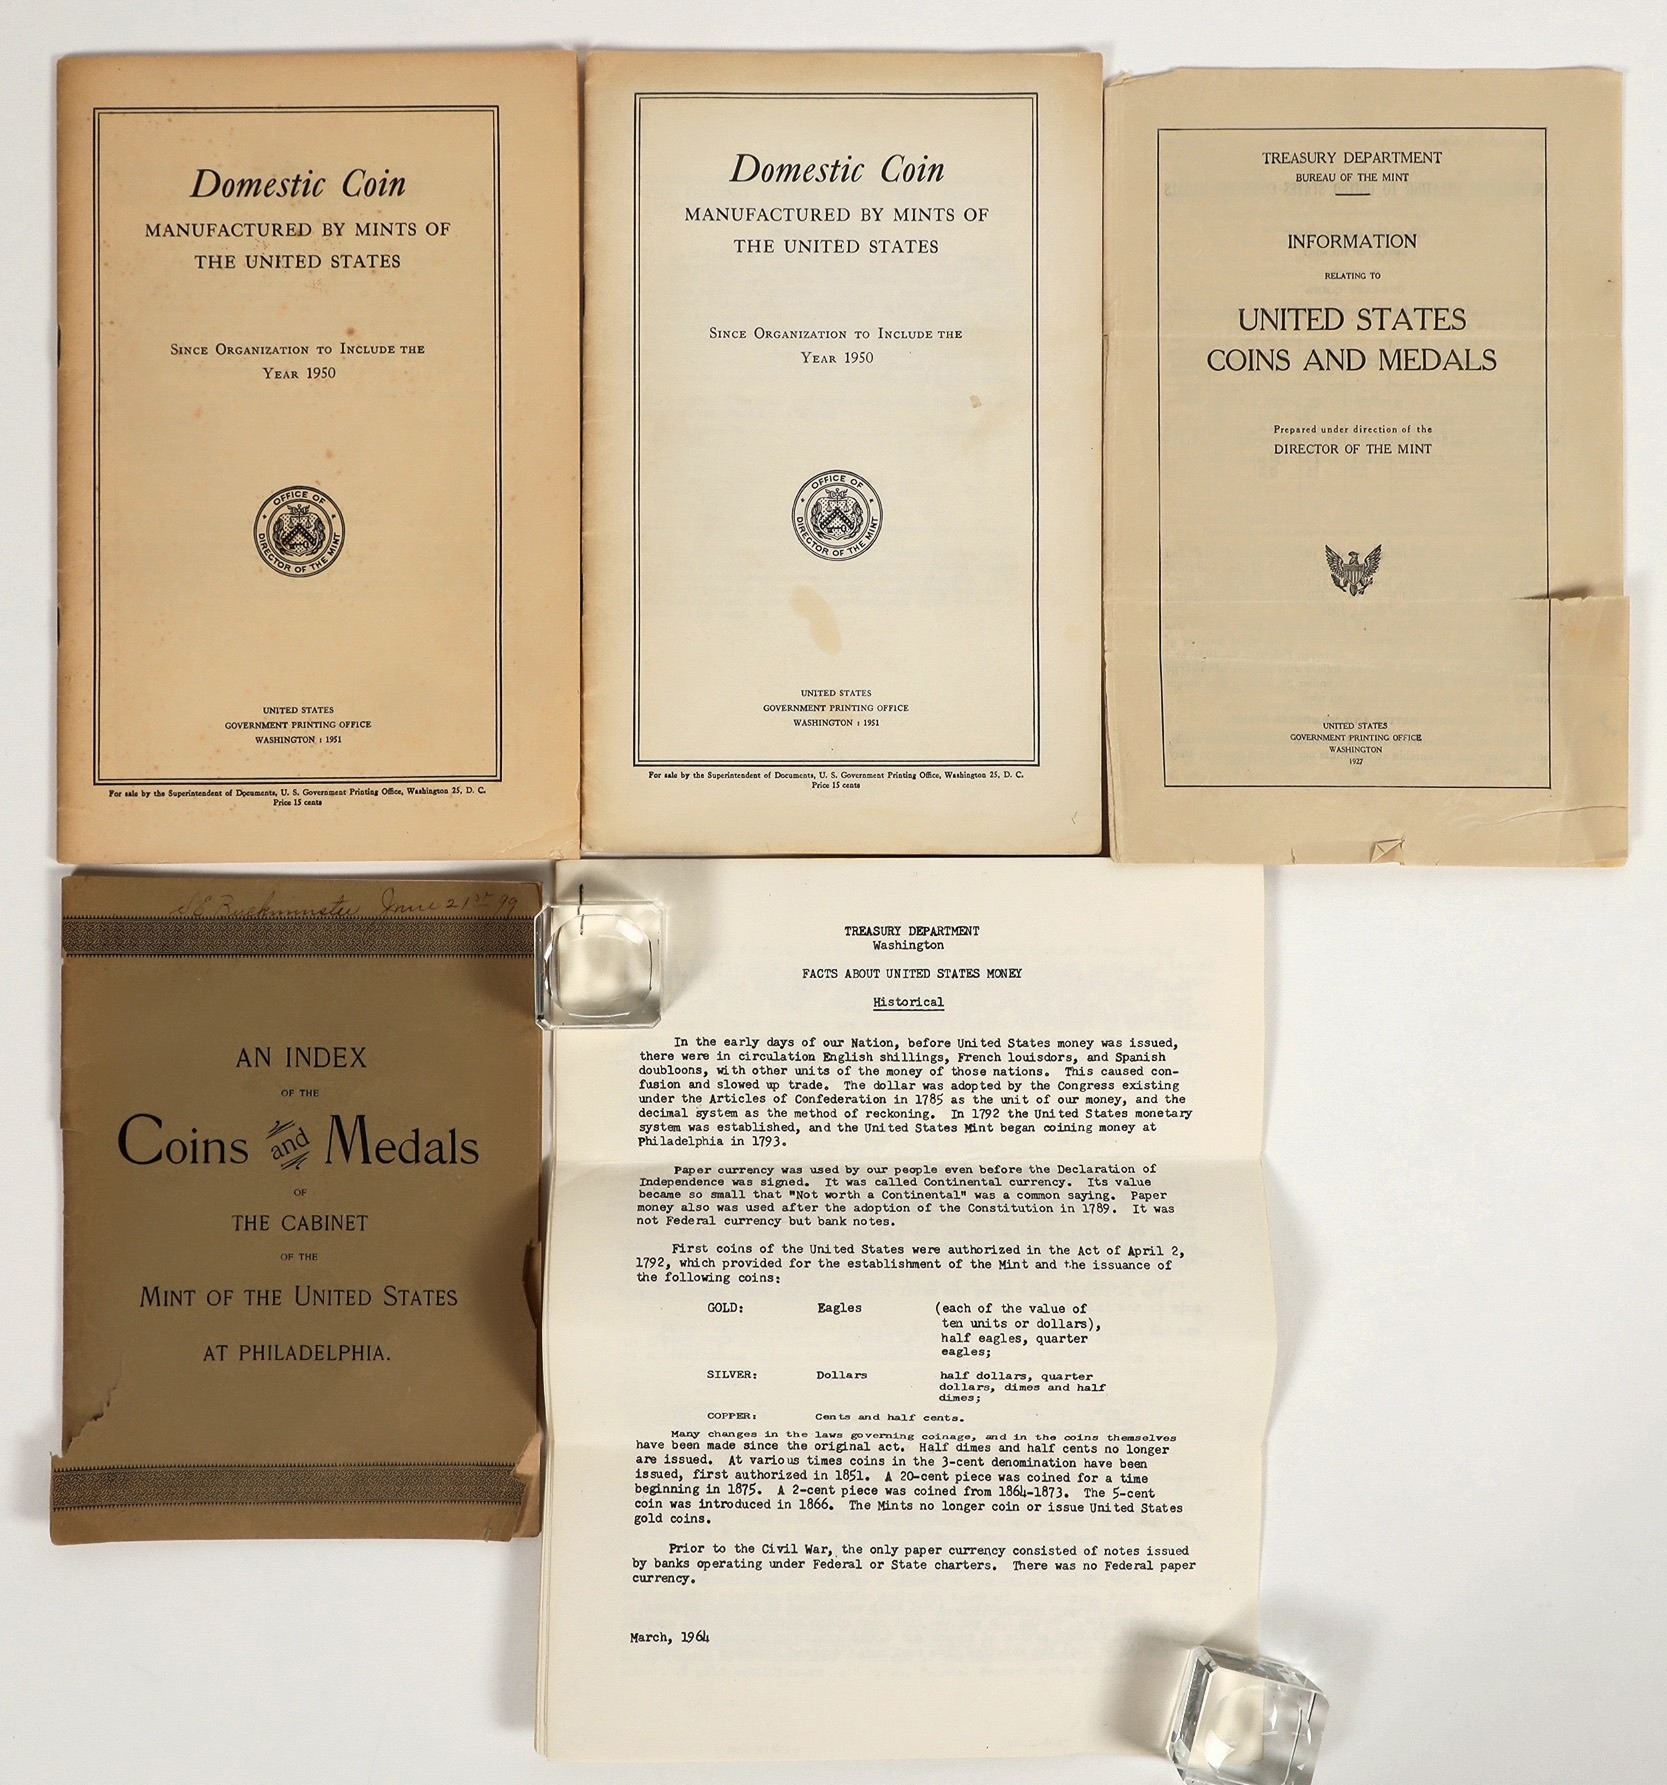 Domestic Coin
MANUFACTURED BY MINTS OF
THE UNITED STATES
SINCE ORGANIZATION TO INCLUDE THE
YEAR 1950
OFFICE OF
DIRECTOR OF THE MINT
UNITED STATES
GOVERNMENT PRINTING OFFICE
WASHINGTON : 1951
For sale by the Superintendent of Documents, U. S. Government Printing Office, Washington 25, D. C.
Price 15 cents
Domestic Coin
MANUFACTURED BY MINTS OF
THE UNITED STATES
SINCE ORGANIZATION TO INCLUDE THE
YEAR 1950
OFFICE OF
DIRECTOR OF THE MINT
UNITED STATES
GOVERNMENT PRINTING OFFICE
WASHINGTON : 1951
For sale by the Superintendent of Documents, U. S. Government Printing Office, Washington 25, D. C.
Price 15 cents
TREASURY DEPARTMENT
BUREAU OF THE MINT
INFORMATION
RELATING TO
UNITED STATES
COINS AND MEDALS
Prepared under direction of the
DIRECTOR OF THE MINT
UNITED STATES
GOVERNMENT PRINTING OFFICE
WASHINGTON
1927
SE Buckminster June 21st 99
AN INDEX
OF THE
Coins and Medals
OF
THE CABINET
OF THE
MINT OF THE UNITED STATES
AT PHILADELPHIA.
TREASURY DEPARTMENT
Washington
FACTS ABOUT UNITED STATES MONEY
Historical
In the early days of our Nation, before United States money was issued,
there were in circulation English shillings, French louisdors, and Spanish
doubloons, with other units of the money of those nations. This caused con-
fusion and slowed up trade. The dollar was adopted by the Congress existing
under the Articles of Confederation in 1785 as the unit of our money, and the
decimal system as the method of reckoning. In 1792 the United States monetary
system was established, and the United States Mint began coining money at
Philadelphia in 1793.
Paper currency was used by our people even before the Declaration of
Independence was signed. It was called Continental currency. Its value
became so small that "Not worth a Continental" was a common saying. Paper
money also was used after the adoption of the Constitution in 1789. It was
not Federal currency but bank notes.
First coins of the United States were authorized in the Act of April 2,
1792, which provided for the establishment of the Mint and the issuance of
the following coins:
GOLD: Eagles (each of the value of
ten units or dollars),
half eagles, quarter
eagles;
SILVER: Dollars half dollars, quarter
dollars, dimes and half
dimes;
COPPER: Cents and half cents.
Many changes in the laws governing coinage, and in the coins themselves
have been made since the original act. Half dimes and half cents no longer
are issued. At various times coins in the 3-cent denomination have been
issued, first authorized in 1851. A 20-cent piece was coined for a time
beginning in 1875. A 2-cent piece was coined from 1864-1873. The 5-cent
coin was introduced in 1866. The Mints no longer coin or issue United States
gold coins.
Prior to the Civil War, the only paper currency consisted of notes issued
by banks operating under Federal or State charters. There was no Federal paper
currency.
March, 1964